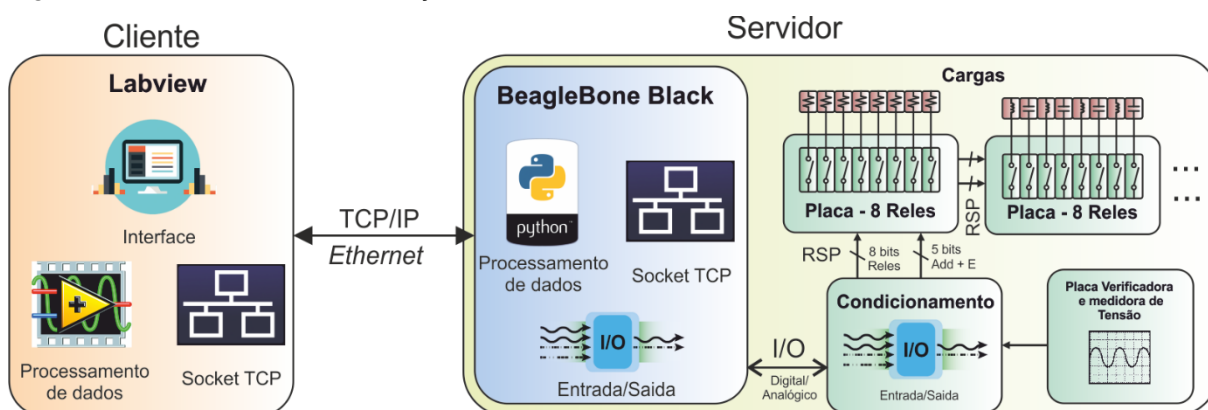 Cliente
Labview
Interface
Processamento
de dados
Socket TCP
TCP/IP
Ethernet
Servidor
BeagleBone Black
python
Processamento
de dados
Socket TCP
I/O
Entrada/Saida
I/O
Digital/
Analógico
Cargas
Placa - 8 Reles
RSP
Placa - 8 Reles
...
...
RSP
8 bits
Reles
5 bits
Add + E
Condicionamento
I/O
Entrada/Saida
Placa Verificadora
e medidora de
Tensão